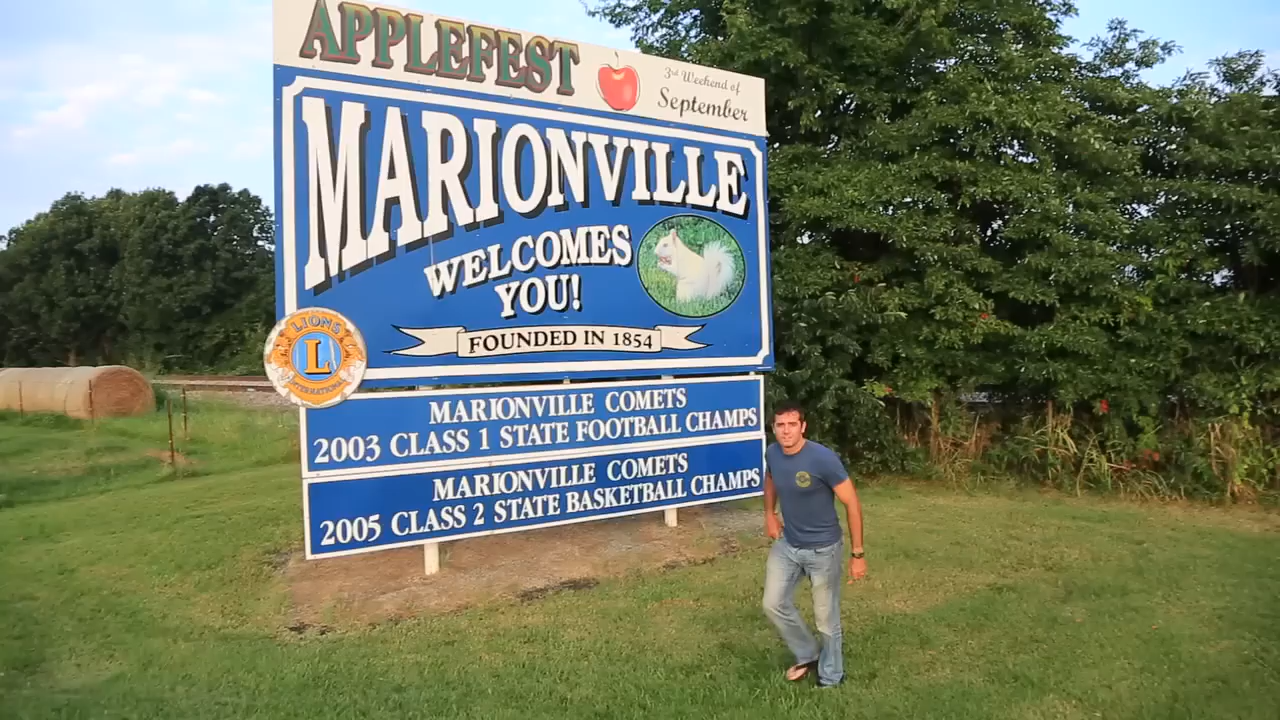 APPLEFEST
3rd Weekend of
September
MARIONVILLE
WELCOMES
YOU!
FOUNDED IN 1854
LIONS
L
INTERNATIONAL
MARIONVILLE COMETS
2003 CLASS 1 STATE FOOTBALL CHAMPS
MARIONVILLE COMETS
2005 CLASS 2 STATE BASKETBALL CHAMPS